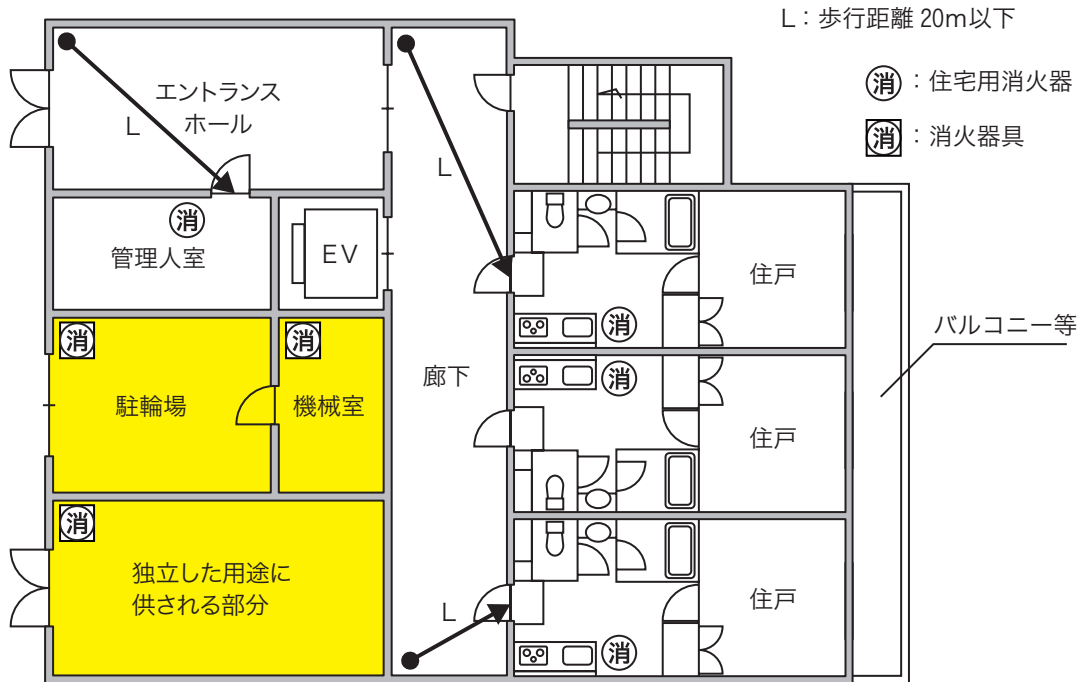 L：歩行距離 20m以下
消：住宅用消火器
消：消火器具
エントランス
ホール
L
L
消
管理人室
EV
住戸
消
バルコニー等
消
消
廊下
消
駐輪場
機械室
住戸
消
独立した用途に
供される部分
L
住戸
消